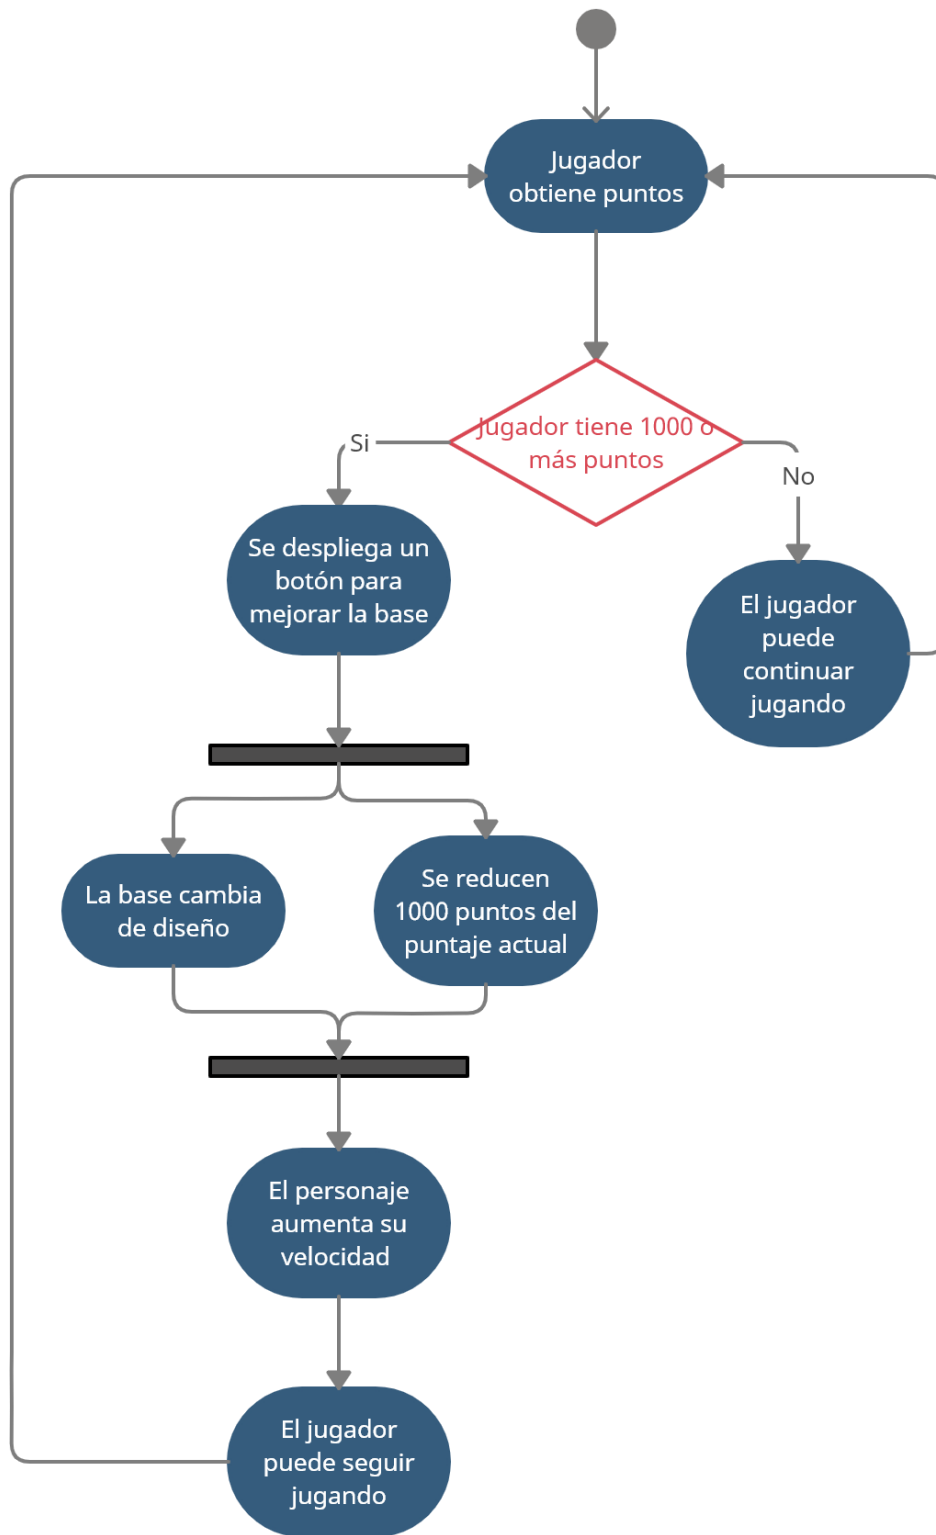 Jugador
obtiene puntos
Jugador tiene 1000 o
más puntos
Si
No
Se despliega un
botón para
mejorar la base
El jugador
puede
continuar
jugando
La base cambia
de diseño
Se reducen
1000 puntos del
puntaje actual
El personaje
aumenta su
velocidad
El jugador
puede seguir
jugando